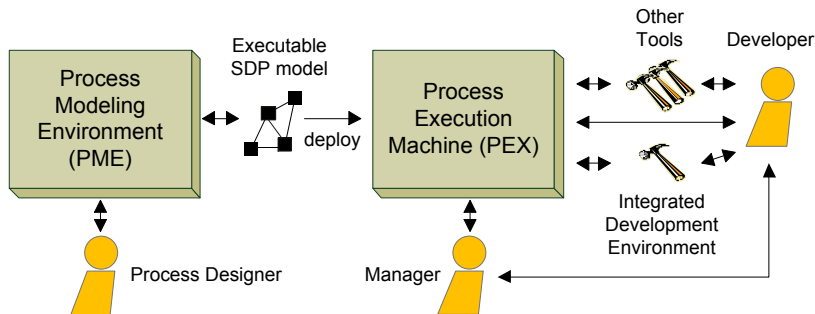 Process
Modeling
Environment
(PME)
Executable
SDP model
deploy
Process
Execution
Machine (PEX)
Other
Tools
Developer
Integrated
Development
Environment
Process Designer
Manager